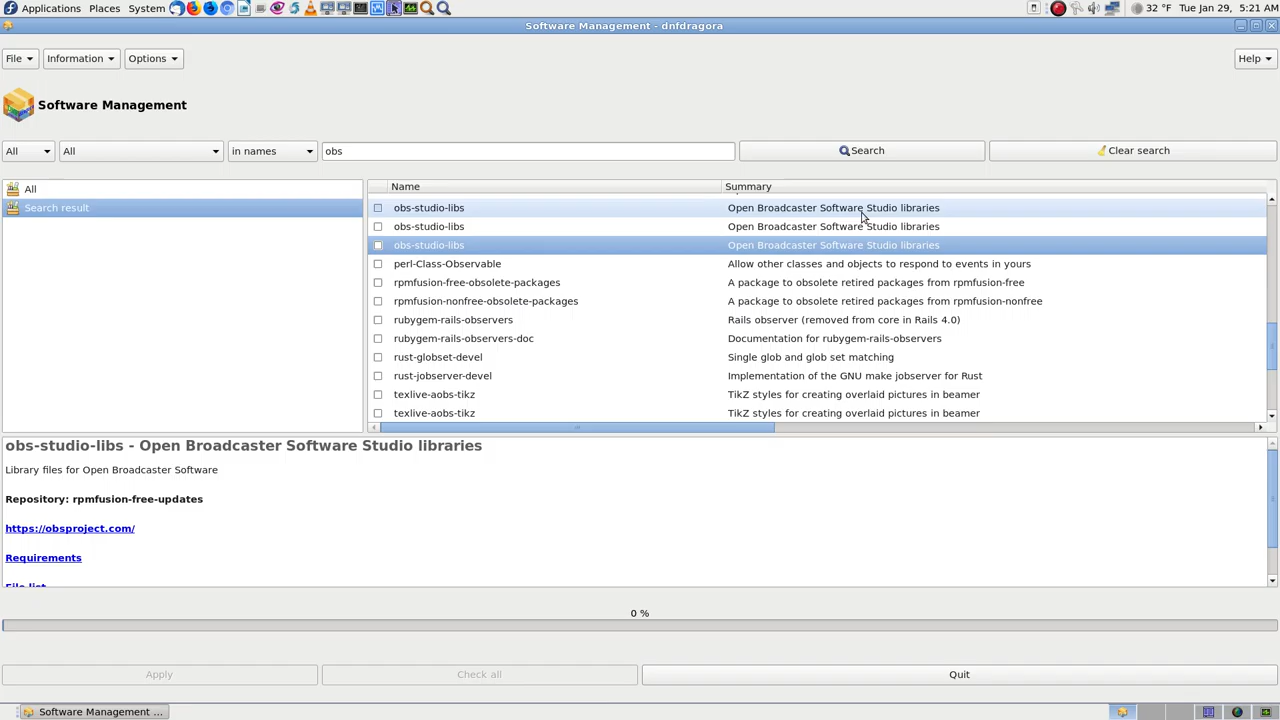 Applications Places System 32 °F Tue Jan 29, 5:21 AM
Software Management - dnfdragora
File Information Options Help
Software Management
All All in names obs Search Clear search
All
Search result
Name Summary
obs-studio-libs Open Broadcaster Software Studio libraries
obs-studio-libs Open Broadcaster Software Studio libraries
obs-studio-libs Open Broadcaster Software Studio libraries
perl-Class-Observable Allow other classes and objects to respond to events in yours
rpmfusion-free-obsolete-packages A package to obsolete retired packages from rpmfusion-free
rpmfusion-nonfree-obsolete-packages A package to obsolete retired packages from rpmfusion-nonfree
rubygem-rails-observers Rails observer (removed from core in Rails 4.0)
rubygem-rails-observers-doc Documentation for rubygem-rails-observers
rust-globset-devel Single glob and glob set matching
rust-jobserver-devel Implementation of the GNU make jobserver for Rust
texlive-aobs-tikz TikZ styles for creating overlaid pictures in beamer
texlive-aobs-tikz TikZ styles for creating overlaid pictures in beamer
obs-studio-libs - Open Broadcaster Software Studio libraries
Library files for Open Broadcaster Software
Repository: rpmfusion-free-updates
https://obsproject.com/
Requirements
File list
0 %
Apply Check all Quit
Software Management ...